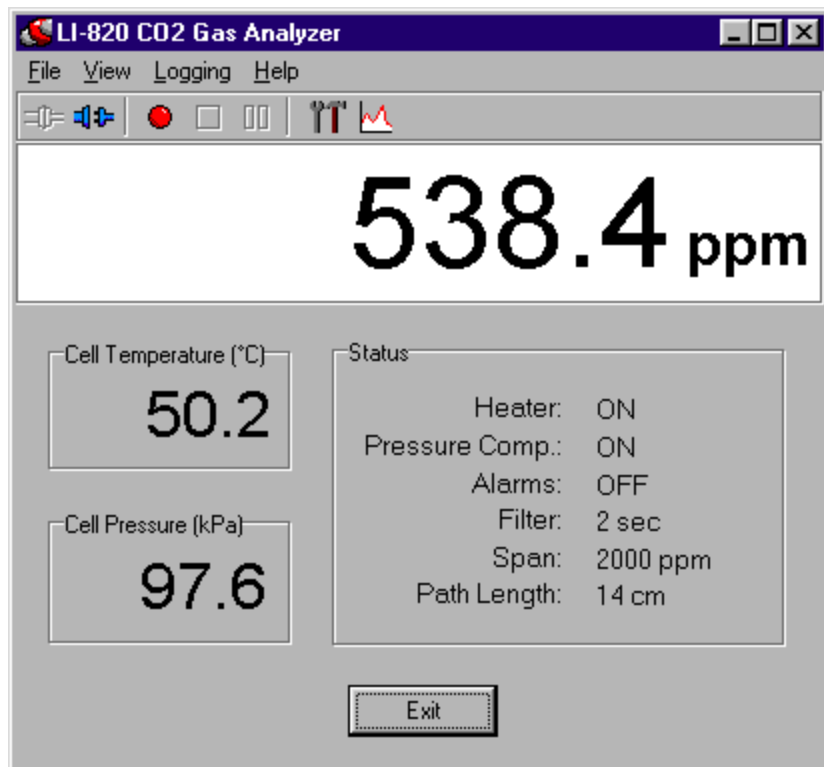 LI-820 CO2 Gas Analyzer
File View Logging Help
538.4 ppm
Cell Temperature (°C)
50.2
Cell Pressure (kPa)
97.6
Status
Heater: ON
Pressure Comp.: ON
Alarms: OFF
Filter: 2 sec
Span: 2000 ppm
Path Length: 14 cm
Exit